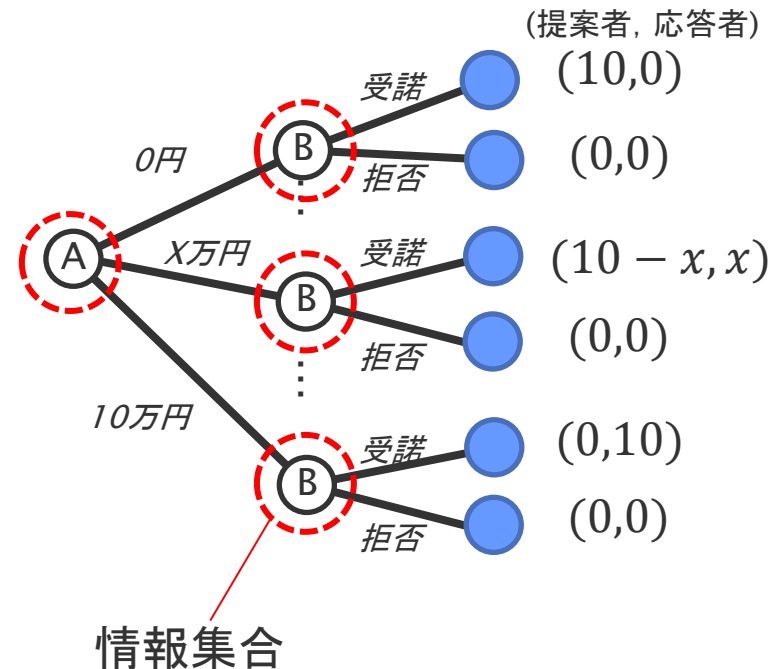 (提案者, 応答者)
受諾
(10,0)
B
0円
拒否
(0,0)
⋮
A
X万円
受諾
(10 − x, x)
B
拒否
(0,0)
⋮
10万円
受諾
(0,10)
B
拒否
(0,0)
情報集合